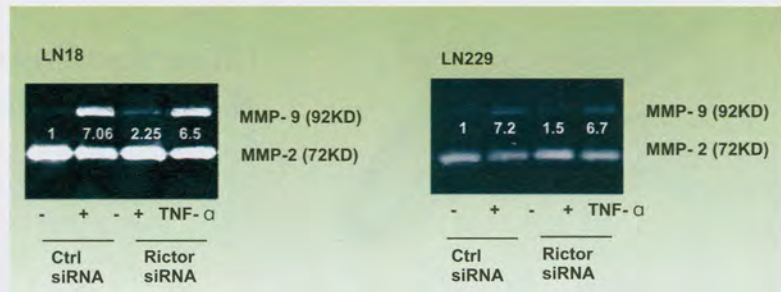 LN18
MMP- 9 (92KD)
1 7.06 2.25 6.5
MMP-2 (72KD)
- + - + TNF- α
Ctrl siRNA
Rictor siRNA
LN229
MMP- 9 (92KD)
1 7.2 1.5 6.7
MMP- 2 (72KD)
- + - + TNF- α
Ctrl siRNA
Rictor siRNA